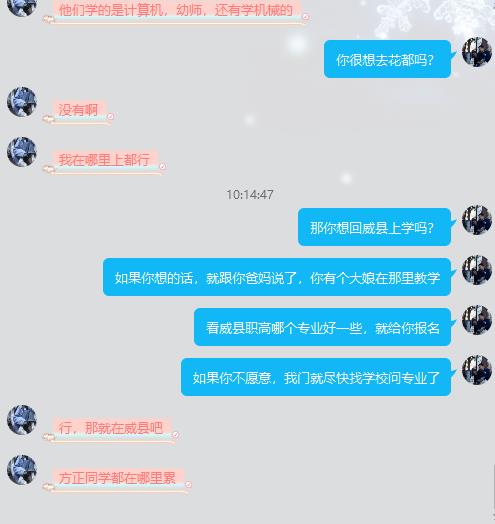 他们学的是计算机，幼师，还有学机械的
你很想去花都吗？
没有啊
我在哪里上都行
10:14:47
那你想回威县上学吗？
如果你想的话，就跟你爸妈说了，你有个大娘在那里教学
看威县职高哪个专业好一些，就给你报名
如果你不愿意，我门就尽快找学校问专业了
行，那就在威县吧
方正同学都在哪里累